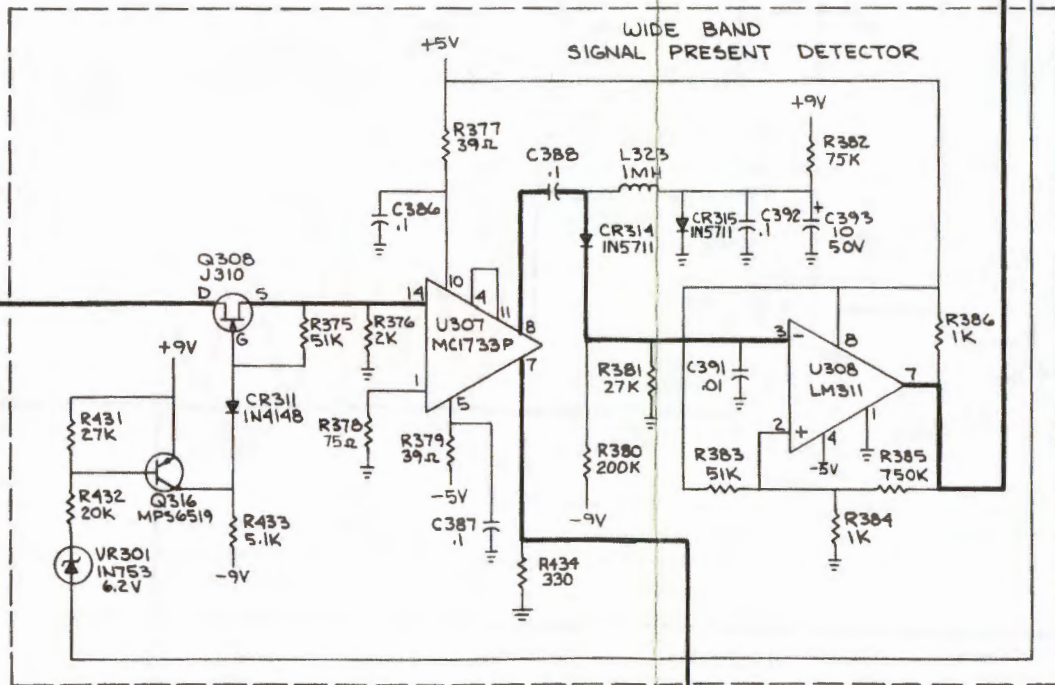 WIDE BAND
SIGNAL PRESENT DETECTOR
+5V
+9V
R377
39Ω
R382
75K
C388
.1
L323
1MH
C386
.1
CR314
1N5711
CR315
1N5711
C392
.1
+
C393
10
50V
Q308
J310
D
S
G
14
10
4
11
8
7
1
5
U307
MC1733P
R375
51K
R376
2K
R386
1K
+9V
CR311
1N4148
R378
75Ω
R379
39Ω
-5V
C387
.1
R381
27K
C391
.01
3
-
8
U308
LM311
7
2
+
4
1
-5V
R431
27K
R380
200K
-9V
R383
51K
R385
750K
R384
1K
Q316
MPS6519
R432
20K
R433
5.1K
-9V
VR301
1N753
6.2V
R434
330